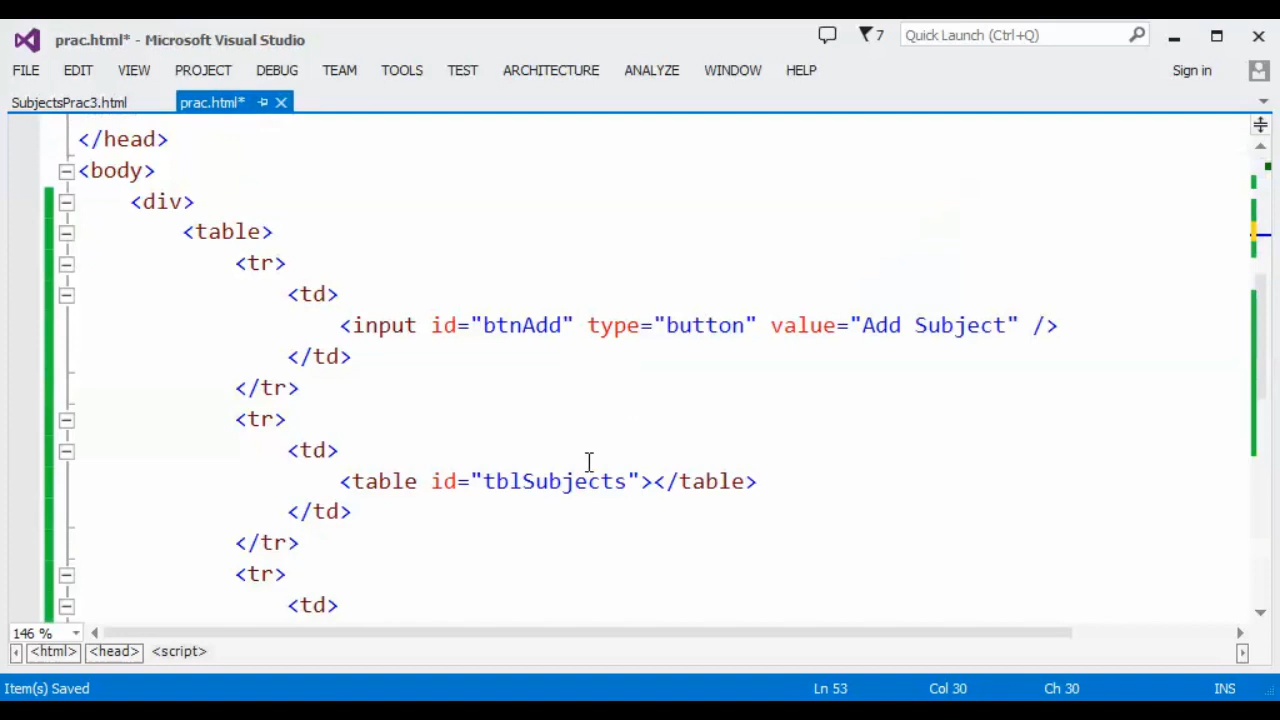 prac.html* - Microsoft Visual Studio
7
Quick Launch (Ctrl+Q)
FILE EDIT VIEW PROJECT DEBUG TEAM TOOLS TEST ARCHITECTURE ANALYZE WINDOW HELP
Sign in
SubjectsPrac3.html prac.html*
</head>
<body>
<div>
<table>
<tr>
<td>
<input id="btnAdd" type="button" value="Add Subject" />
</td>
</tr>
<tr>
<td>
<table id="tblSubjects"></table>
</td>
</tr>
<tr>
<td>
146 %
<html> <head> <script>
Item(s) Saved Ln 53 Col 30 Ch 30 INS